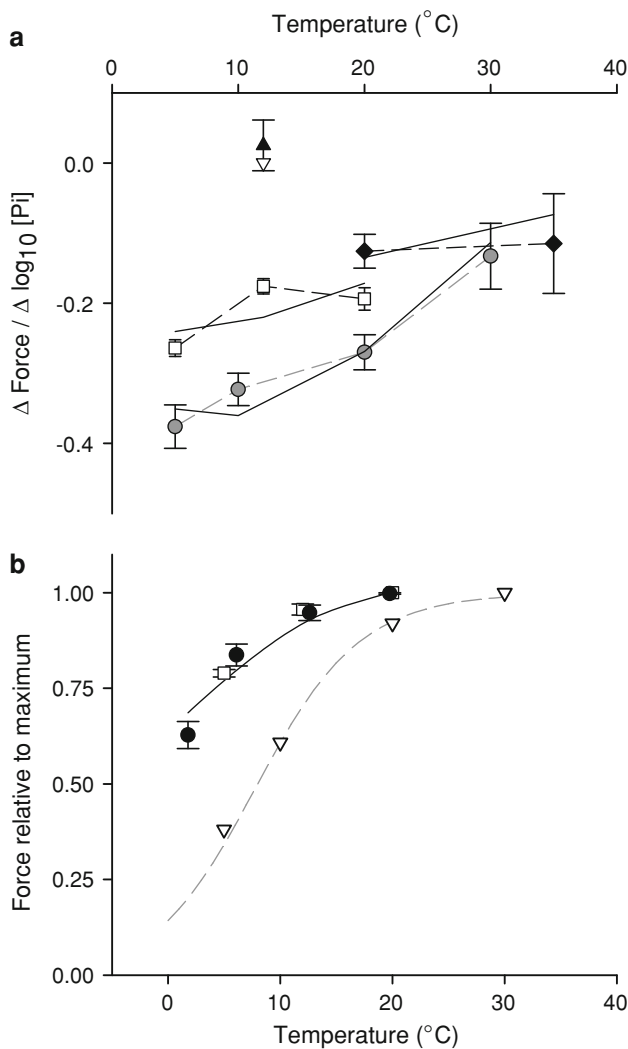 Temperature (°C)
a
0 10 20 30 40
0.0
-0.2
-0.4
Δ Force / Δ log10 [Pi]
b
1.00
0.75
0.50
0.25
0.00
Force relative to maximum
0 10 20 30 40
Temperature (°C)